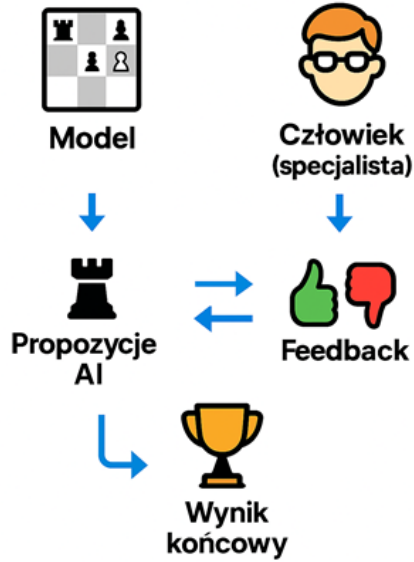 Model
Człowiek
(specjalista)
Propozycje
AI
Feedback
Wynik
końcowy